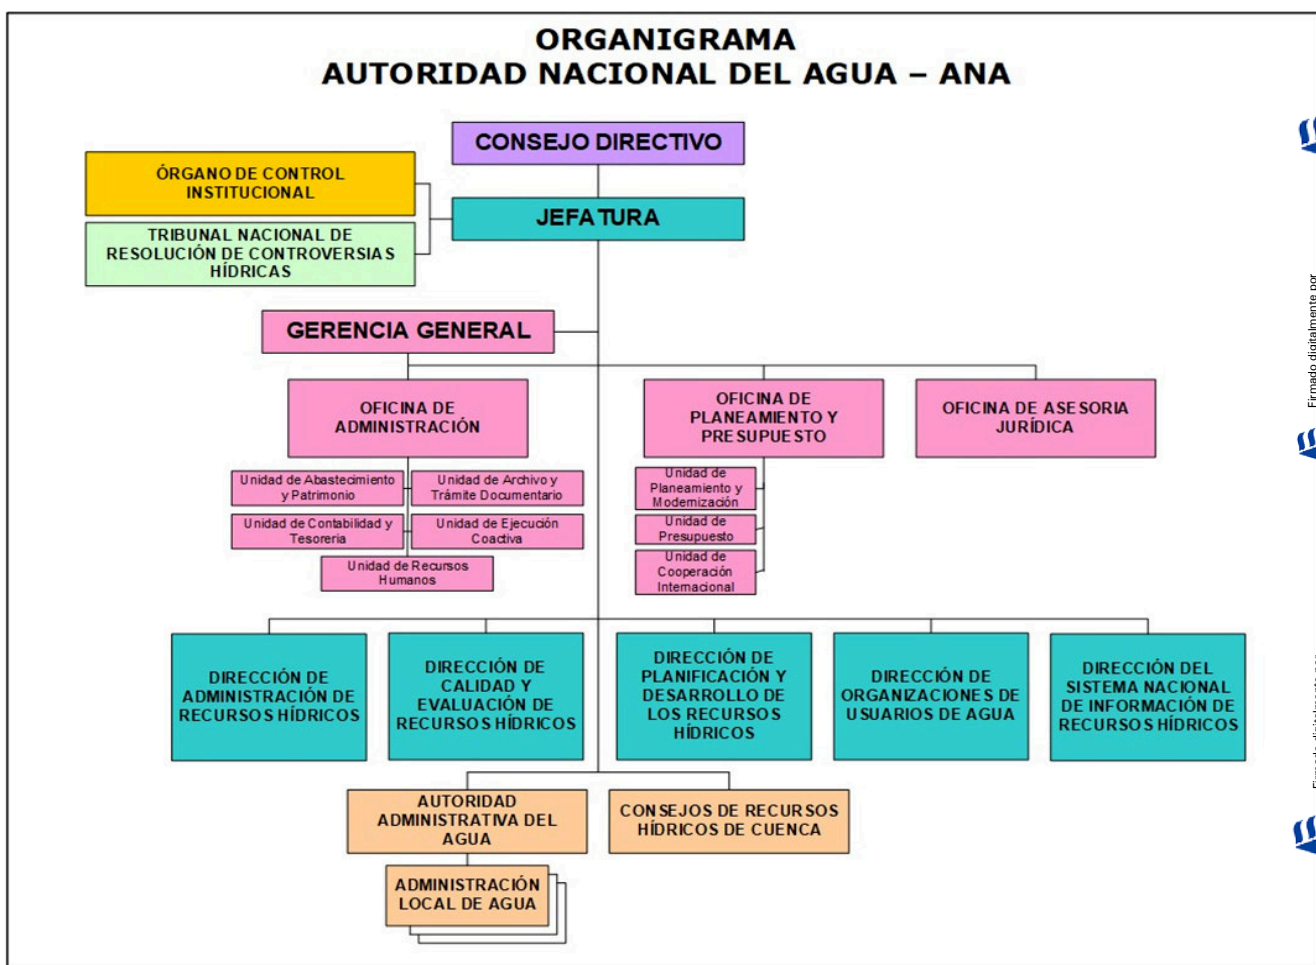 ORGANIGRAMA
AUTORIDAD NACIONAL DEL AGUA – ANA
CONSEJO DIRECTIVO
ÓRGANO DE CONTROL
INSTITUCIONAL
JEFATURA
TRIBUNAL NACIONAL DE
RESOLUCIÓN DE CONTROVERSIAS
HÍDRICAS
GERENCIA GENERAL
OFICINA DE
ADMINISTRACIÓN
OFICINA DE
PLANEAMIENTO Y
PRESUPUESTO
OFICINA DE ASESORIA
JURÍDICA
Unidad de Abastecimiento
y Patrimonio
Unidad de Archivo y
Trámite Documentario
Unidad de Contabilidad y
Tesoreria
Unidad de Ejecución
Coactiva
Unidad de Recursos
Humanos
Unidad de
Planeamiento y
Modernización
Unidad de
Presupuesto
Unidad de
Cooperación
Internacional
DIRECCIÓN DE
ADMINISTRACIÓN DE
RECURSOS HÍDRICOS
DIRECCIÓN DE
CALIDAD Y
EVALUACIÓN DE
RECURSOS HÍDRICOS
DIRECCIÓN DE
PLANIFICACIÓN Y
DESARROLLO DE
LOS RECURSOS
HÍDRICOS
DIRECCIÓN DE
ORGANIZACIONES DE
USUARIOS DE AGUA
DIRECCIÓN DEL
SISTEMA NACIONAL
DE INFORMACIÓN DE
RECURSOS HÍDRICOS
AUTORIDAD
ADMINISTRATIVA DEL
AGUA
CONSEJOS DE RECURSOS
HÍDRICOS DE CUENCA
ADMINISTRACIÓN
LOCAL DE AGUA
Firmado digitalmente por